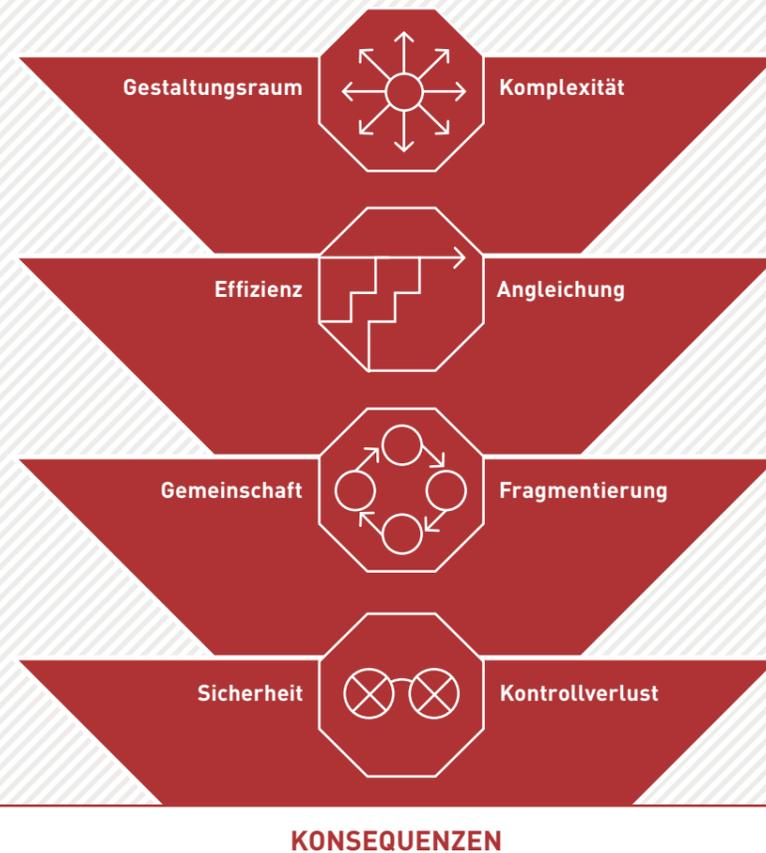 Gestaltungsraum Komplexität
Effizienz Angleichung
Gemeinschaft Fragmentierung
Sicherheit Kontrollverlust
KONSEQUENZEN